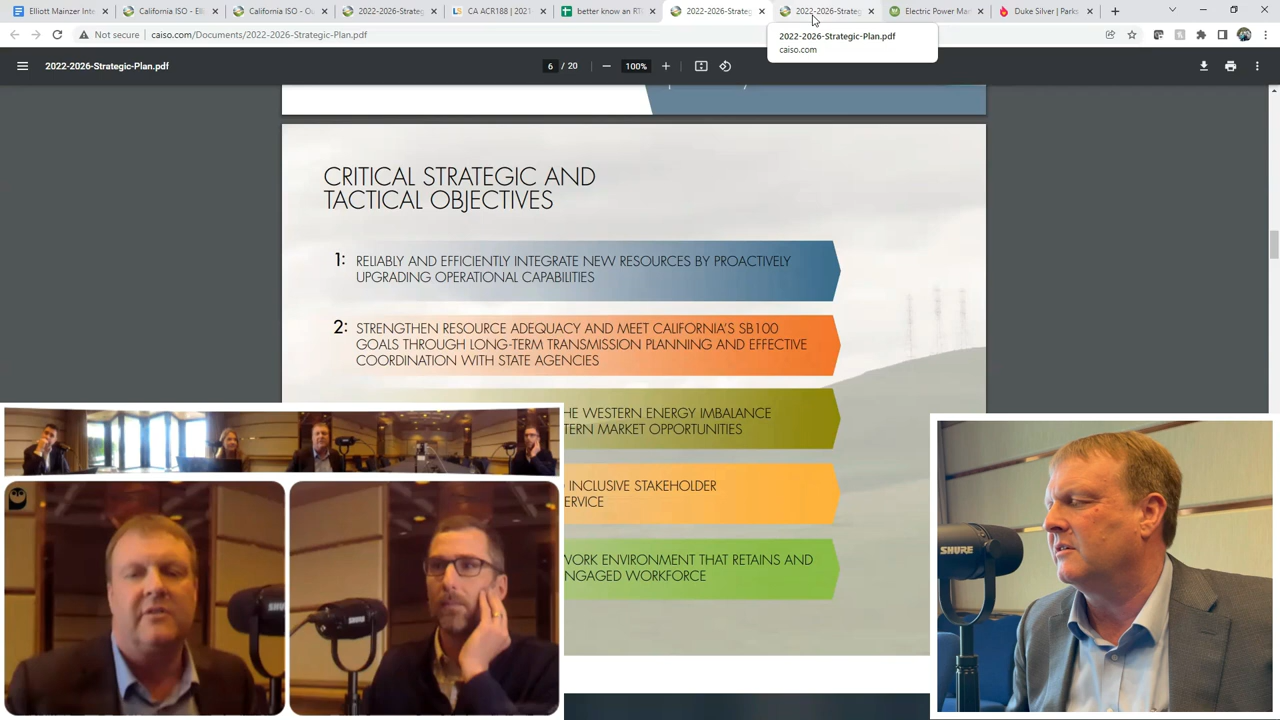 Elliott Mainzer Inte
California ISO - Elli
California ISO - Ou
2022-2026-Strateg
CA ACR188 | 2021
better know an RT
2022-2026-Strateg
2022-2026-Strateg
Electric Power Mar
Duke Silver | Parks
Not secure
caiso.com/Documents/2022-2026-Strategic-Plan.pdf
2022-2026-Strategic-Plan.pdf
caiso.com
2022-2026-Strategic-Plan.pdf
6 / 20
100%
CRITICAL STRATEGIC AND
TACTICAL OBJECTIVES
1: RELIABLY AND EFFICIENTLY INTEGRATE NEW RESOURCES BY PROACTIVELY
UPGRADING OPERATIONAL CAPABILITIES
2: STRENGTHEN RESOURCE ADEQUACY AND MEET CALIFORNIA'S SB100
GOALS THROUGH LONG-TERM TRANSMISSION PLANNING AND EFFECTIVE
COORDINATION WITH STATE AGENCIES
HE WESTERN ENERGY IMBALANCE
TERN MARKET OPPORTUNITIES
INCLUSIVE STAKEHOLDER
ERVICE
WORK ENVIRONMENT THAT RETAINS AND
NGAGED WORKFORCE
SHURE
SHURE